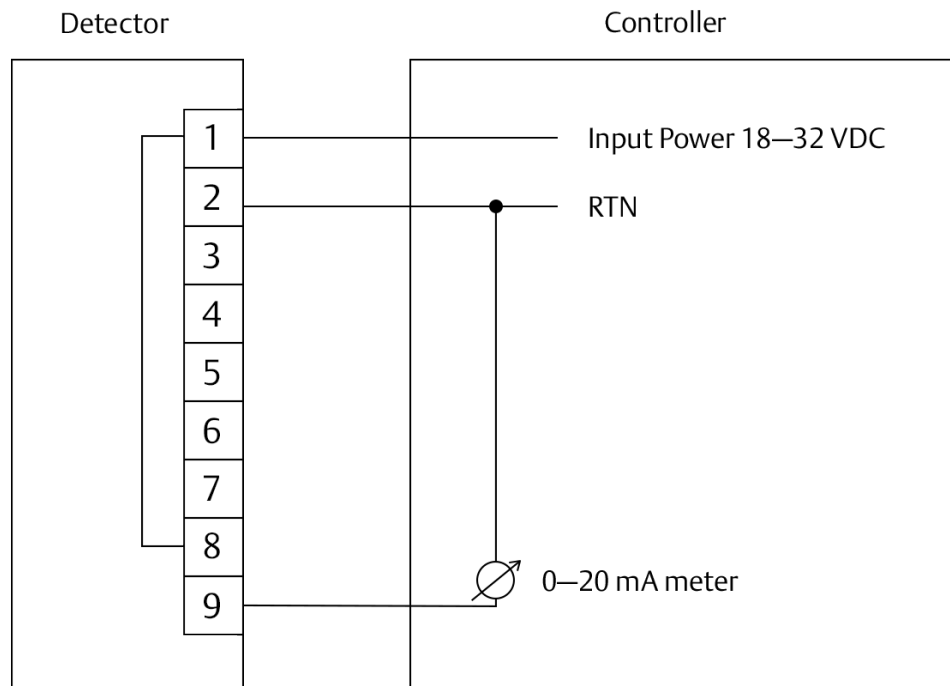 Detector
Controller
1
Input Power 18—32 VDC
2
RTN
3
4
5
6
7
8
0—20 mA meter
9